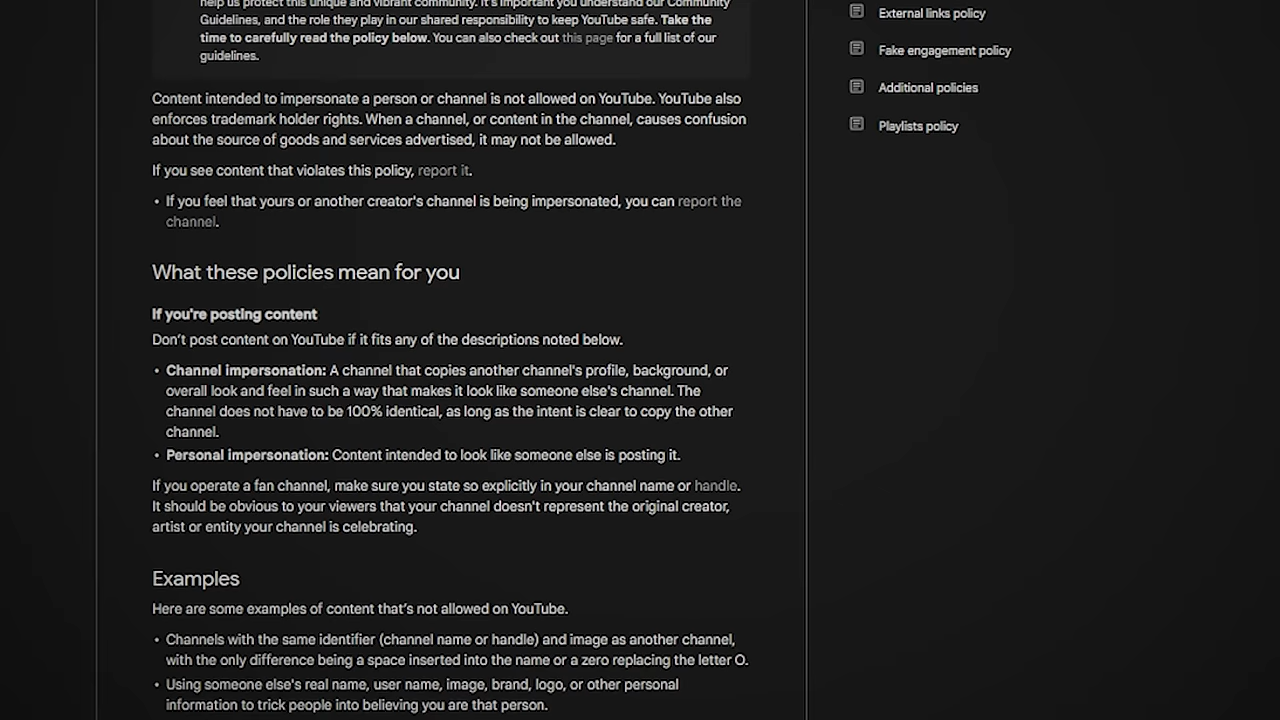 help us protect this unique and vibrant community. It's important you understand our Community
Guidelines, and the role they play in our shared responsibility to keep YouTube safe. Take the
time to carefully read the policy below. You can also check out this page for a full list of our
guidelines.
Content intended to impersonate a person or channel is not allowed on YouTube. YouTube also
enforces trademark holder rights. When a channel, or content in the channel, causes confusion
about the source of goods and services advertised, it may not be allowed.
If you see content that violates this policy, report it.
• If you feel that yours or another creator's channel is being impersonated, you can report the
channel.
What these policies mean for you
If you're posting content
Don’t post content on YouTube if it fits any of the descriptions noted below.
• Channel impersonation: A channel that copies another channel's profile, background, or
overall look and feel in such a way that makes it look like someone else's channel. The
channel does not have to be 100% identical, as long as the intent is clear to copy the other
channel.
• Personal impersonation: Content intended to look like someone else is posting it.
If you operate a fan channel, make sure you state so explicitly in your channel name or handle.
It should be obvious to your viewers that your channel doesn't represent the original creator,
artist or entity your channel is celebrating.
Examples
Here are some examples of content that’s not allowed on YouTube.
• Channels with the same identifier (channel name or handle) and image as another channel,
with the only difference being a space inserted into the name or a zero replacing the letter O.
• Using someone else's real name, user name, image, brand, logo, or other personal
information to trick people into believing you are that person.
External links policy
Fake engagement policy
Additional policies
Playlists policy